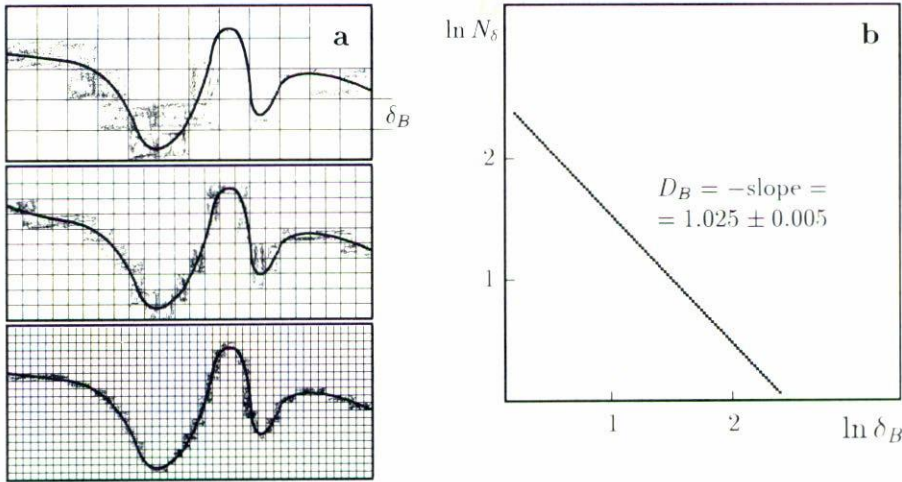 a
δ_B
ln N_δ
b
2
1
D_B = −slope =
= 1.025 ± 0.005
1
2
ln δ_B